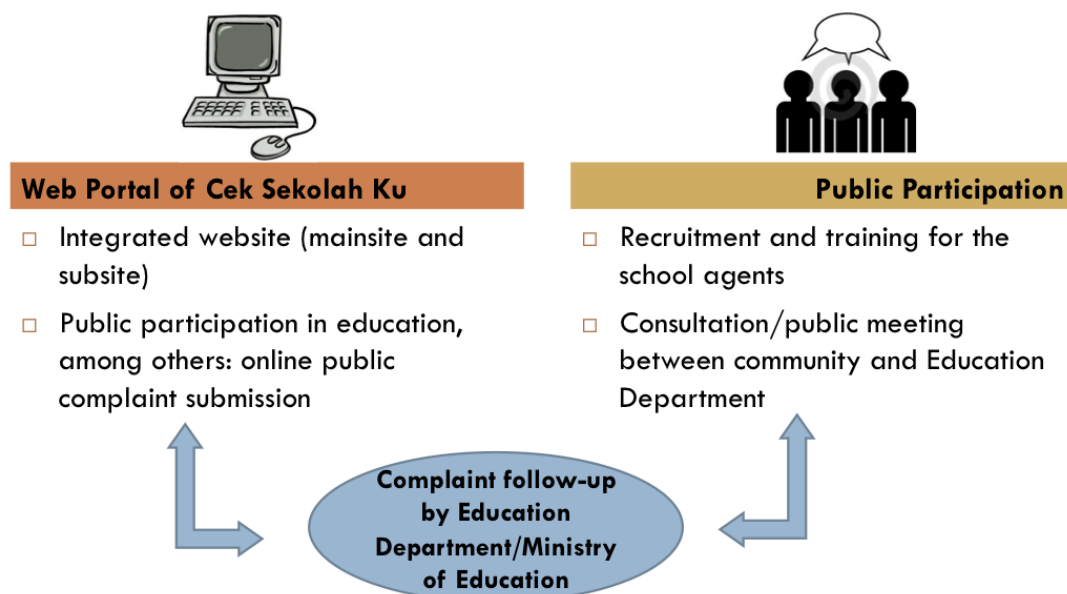 Web Portal of Cek Sekolah Ku
Integrated website (mainsite and
subsite)
Public participation in education,
among others: online public
complaint submission
Public Participation
Recruitment and training for the
school agents
Consultation/public meeting
between community and Education
Department
Complaint follow-up
by Education
Department/Ministry
of Education